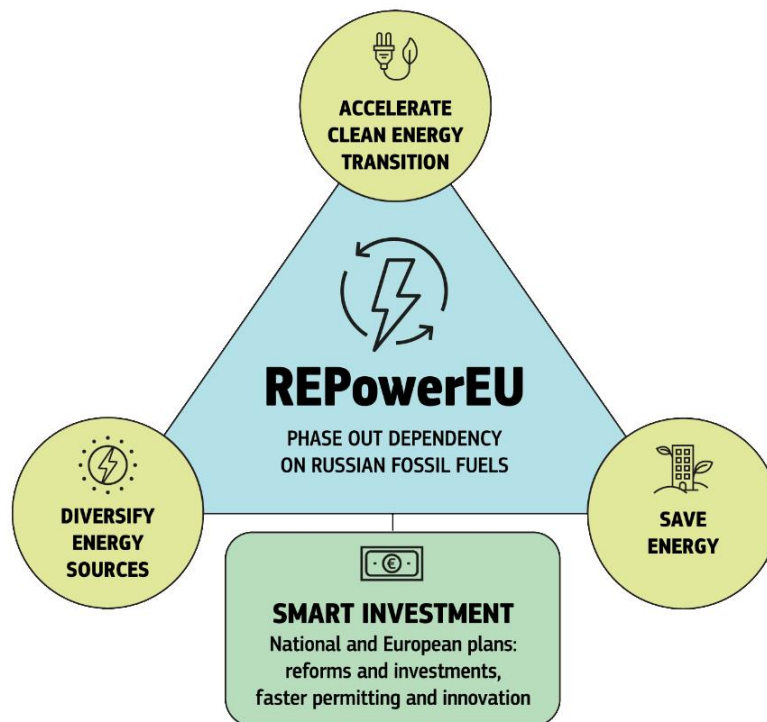 ACCELERATE
CLEAN ENERGY
TRANSITION
REPowerEU
PHASE OUT DEPENDENCY
ON RUSSIAN FOSSIL FUELS
DIVERSIFY
ENERGY
SOURCES
SAVE
ENERGY
€
SMART INVESTMENT
National and European plans:
reforms and investments,
faster permitting and innovation